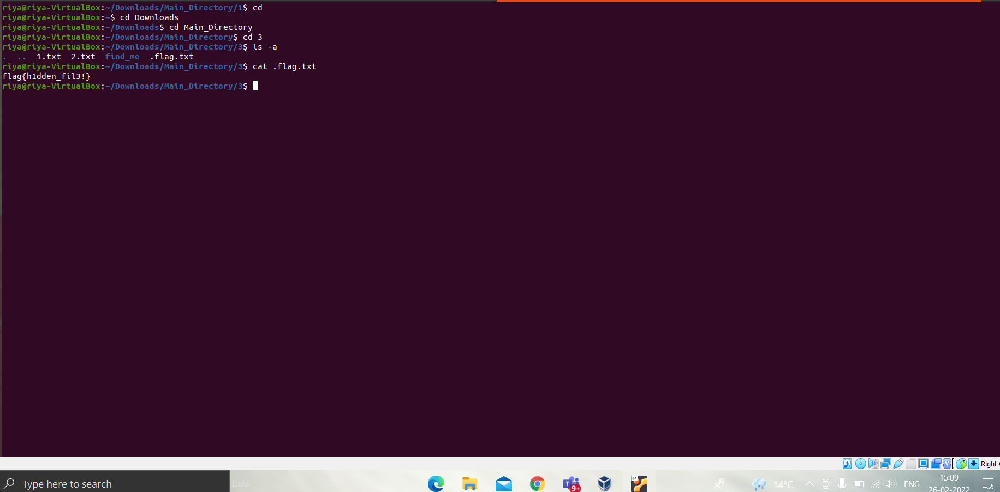 riya@riya-VirtualBox:~/Downloads/Main_Directory/1$ cd
riya@riya-VirtualBox:~$ cd Downloads
riya@riya-VirtualBox:~/Downloads$ cd Main_Directory
riya@riya-VirtualBox:~/Downloads/Main_Directory$ cd 3
riya@riya-VirtualBox:~/Downloads/Main_Directory/3$ ls -a
.  ..  1.txt  2.txt  find_me  .flag.txt
riya@riya-VirtualBox:~/Downloads/Main_Directory/3$ cat .flag.txt
flag{h1dden_fil3!}
riya@riya-VirtualBox:~/Downloads/Main_Directory/3$
Right
Type here to search
Links
9+
64
14°C
ENG
15:09
26-02-2022